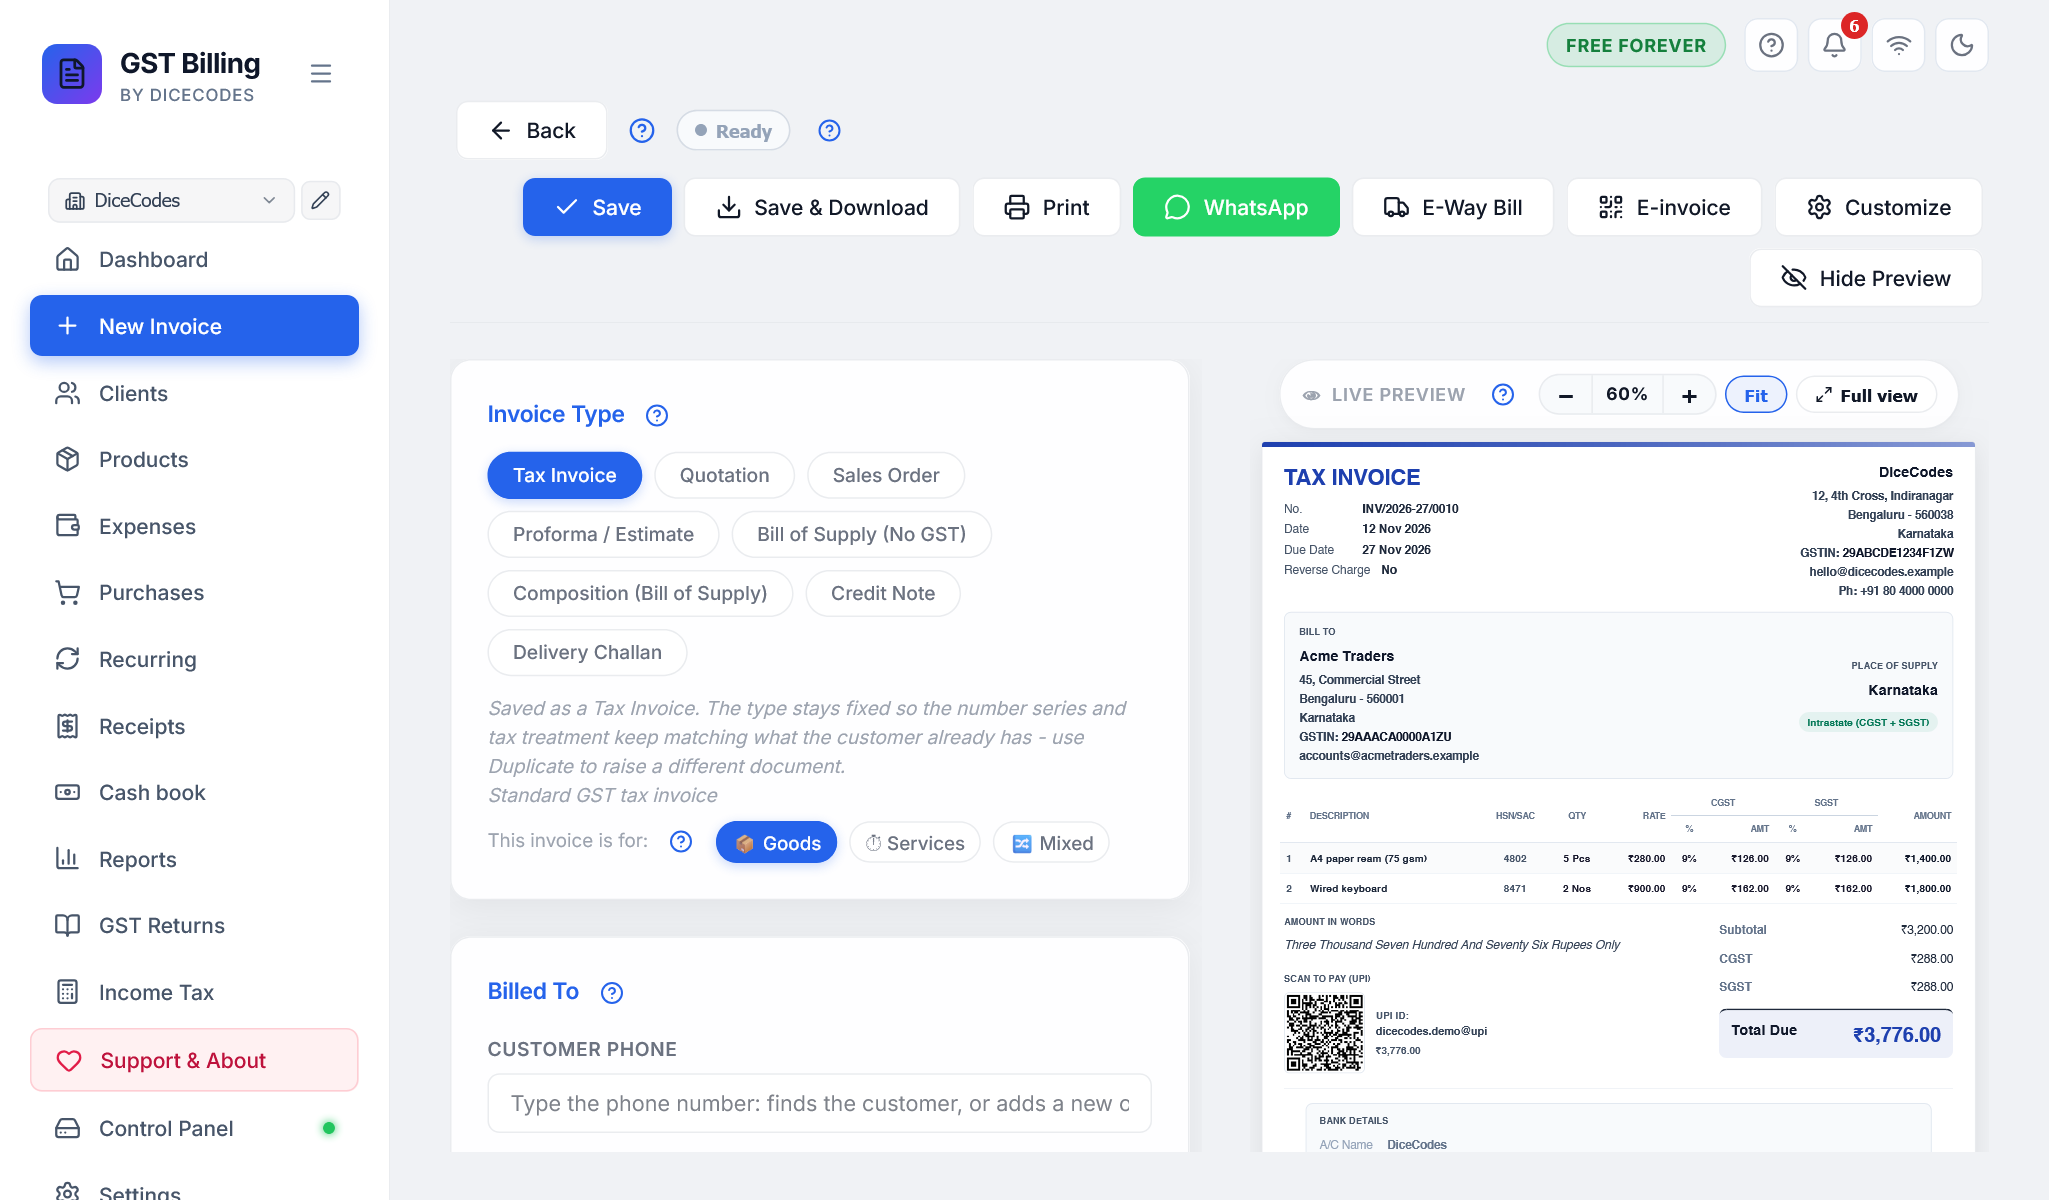 GST Billing
BY DICECODES
DiceCodes
Dashboard
New Invoice
Clients
Products
Expenses
Purchases
Recurring
Receipts
Cash book
Reports
GST Returns
Income Tax
Support & About
Control Panel
Settings
FREE FOREVER
6
Back
Ready
Save
Save & Download
Print
WhatsApp
E-Way Bill
E-invoice
Customize
Hide Preview
Invoice Type
Tax Invoice
Quotation
Sales Order
Proforma / Estimate
Bill of Supply (No GST)
Composition (Bill of Supply)
Credit Note
Delivery Challan
Saved as a Tax Invoice. The type stays fixed so the number series and
tax treatment keep matching what the customer already has - use
Duplicate to raise a different document.
Standard GST tax invoice
This invoice is for:
Goods
Services
Mixed
Billed To
CUSTOMER PHONE
Type the phone number: finds the customer, or adds a new c
LIVE PREVIEW
60%
Fit
Full view
TAX INVOICE
No. INV/2026-27/0010
Date 12 Nov 2026
Due Date 27 Nov 2026
Reverse Charge No
DiceCodes
12, 4th Cross, Indiranagar
Bengaluru - 560038
Karnataka
GSTIN: 29ABCDE1234F1ZW
hello@dicecodes.example
Ph: +91 80 4000 0000
BILL TO
Acme Traders
45, Commercial Street
Bengaluru - 560001
Karnataka
GSTIN: 29AAACA0000A1ZU
accounts@acmetraders.example
PLACE OF SUPPLY
Karnataka
Intrastate (CGST + SGST)
# DESCRIPTION HSN/SAC QTY RATE CGST SGST AMOUNT
% AMT % AMT
1 A4 paper ream (75 gsm) 4802 5 Pcs ₹280.00 9% ₹126.00 9% ₹126.00 ₹1,400.00
2 Wired keyboard 8471 2 Nos ₹900.00 9% ₹162.00 9% ₹162.00 ₹1,800.00
AMOUNT IN WORDS
Three Thousand Seven Hundred And Seventy Six Rupees Only
SCAN TO PAY (UPI)
UPI ID:
dicecodes.demo@upi
₹3,776.00
Subtotal ₹3,200.00
CGST ₹288.00
SGST ₹288.00
Total Due ₹3,776.00
BANK DETAILS
A/C Name DiceCodes